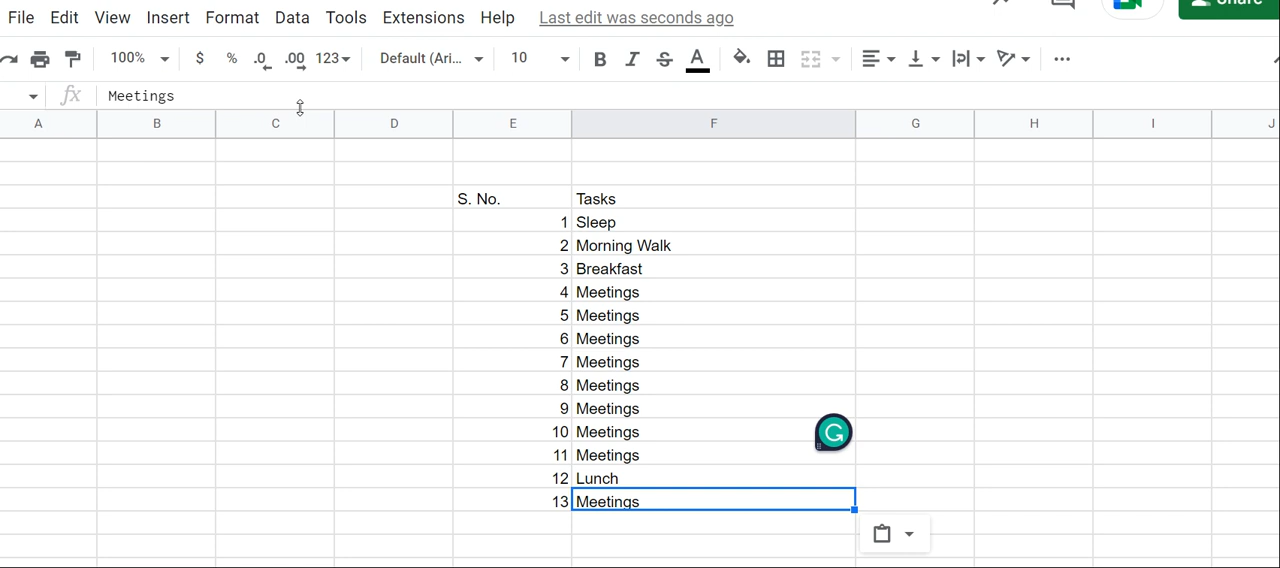 File Edit View Insert Format Data Tools Extensions Help Last edit was seconds ago Share
100% $ % .0 .00 123 Default (Ari... 10 B I S A
fx Meetings
A B C D E F G H I J
S. No. Tasks
1 Sleep
2 Morning Walk
3 Breakfast
4 Meetings
5 Meetings
6 Meetings
7 Meetings
8 Meetings
9 Meetings
10 Meetings
11 Meetings
12 Lunch
13 Meetings